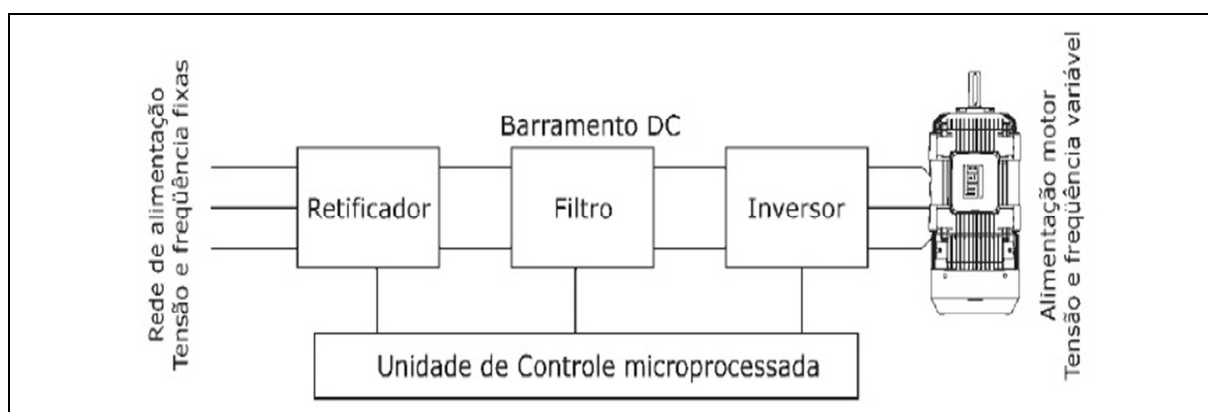 Rede de alimentação
Tensão e freqüência fixas
Barramento DC
Retificador
Filtro
Inversor
Unidade de Controle microprocessada
Alimentação motor
Tensão e freqüência variável